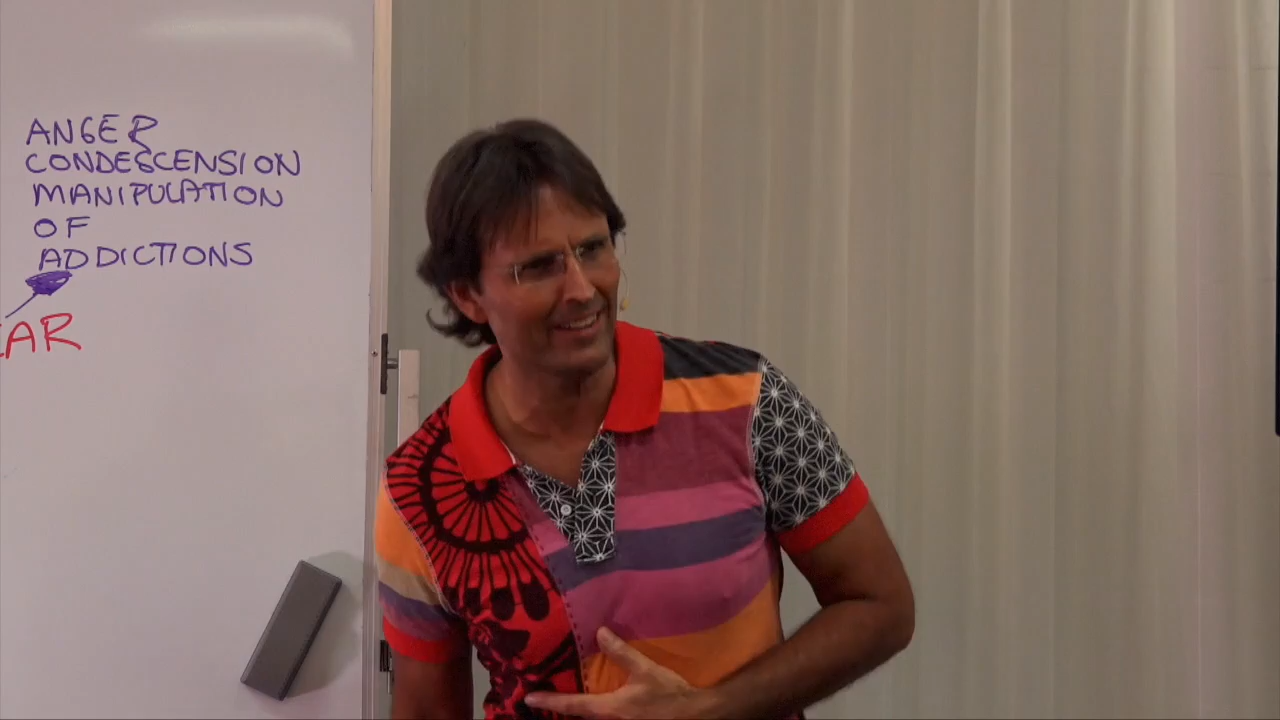 ANGER
CONDESCENSION
MANIPULATION
OF
ADDICTIONS